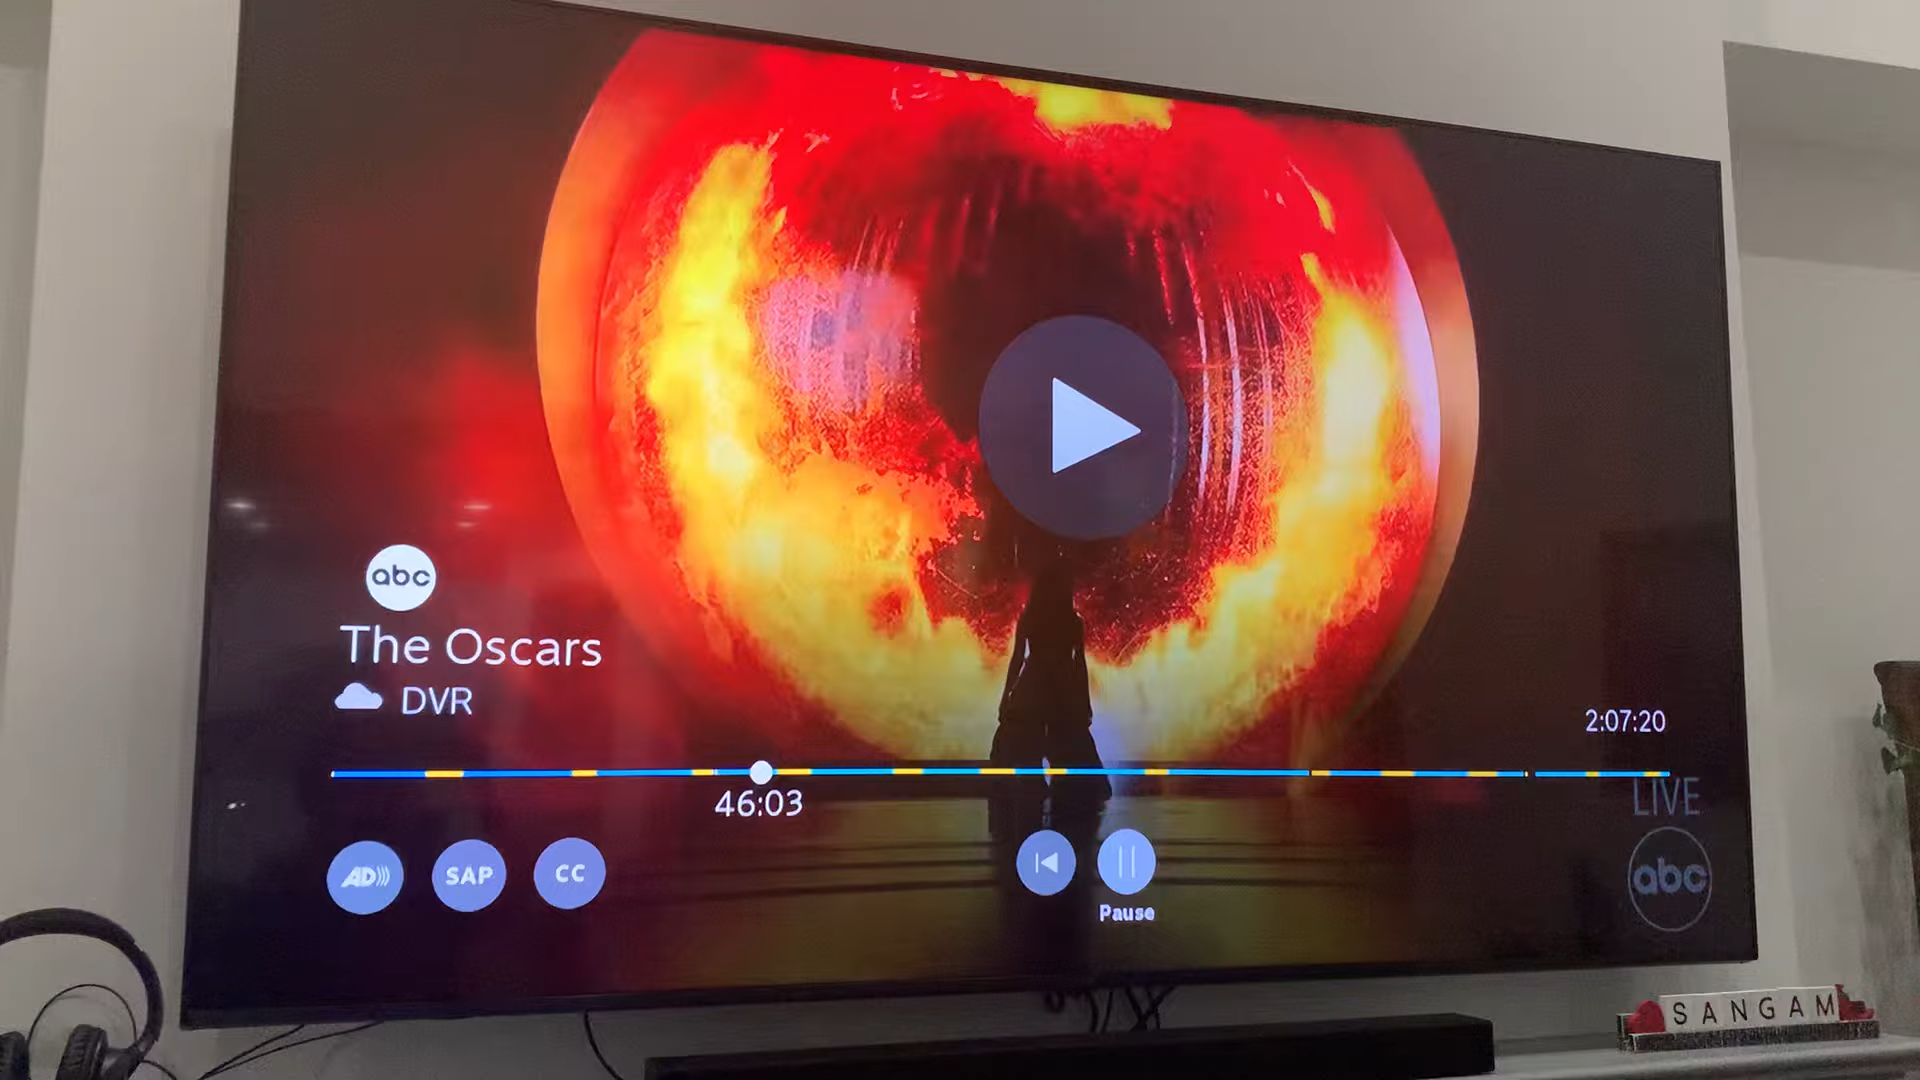 abc
The Oscars
DVR
2:07:20
46:03
LIVE
AD
SAP
CC
abc
Pause
SANGAM